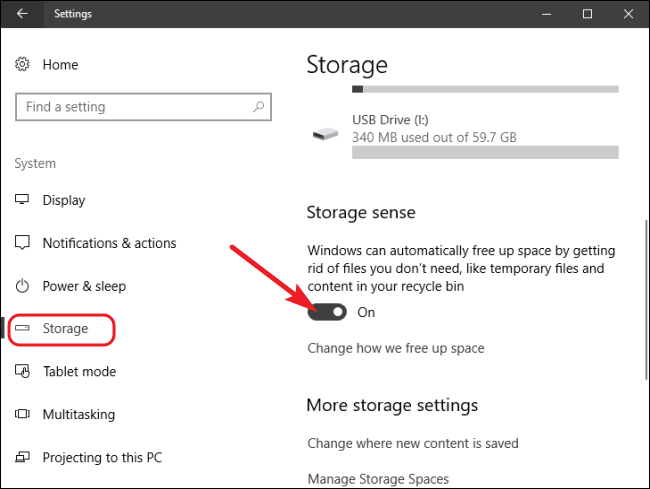 Settings
Home
Find a setting
System
Display
Notifications & actions
Power & sleep
Storage
Tablet mode
Multitasking
Projecting to this PC
Storage
USB Drive (I:)
340 MB used out of 59.7 GB
Storage sense
Windows can automatically free up space by getting
rid of files you don’t need, like temporary files and
content in your recycle bin
On
Change how we free up space
More storage settings
Change where new content is saved
Manage Storage Spaces